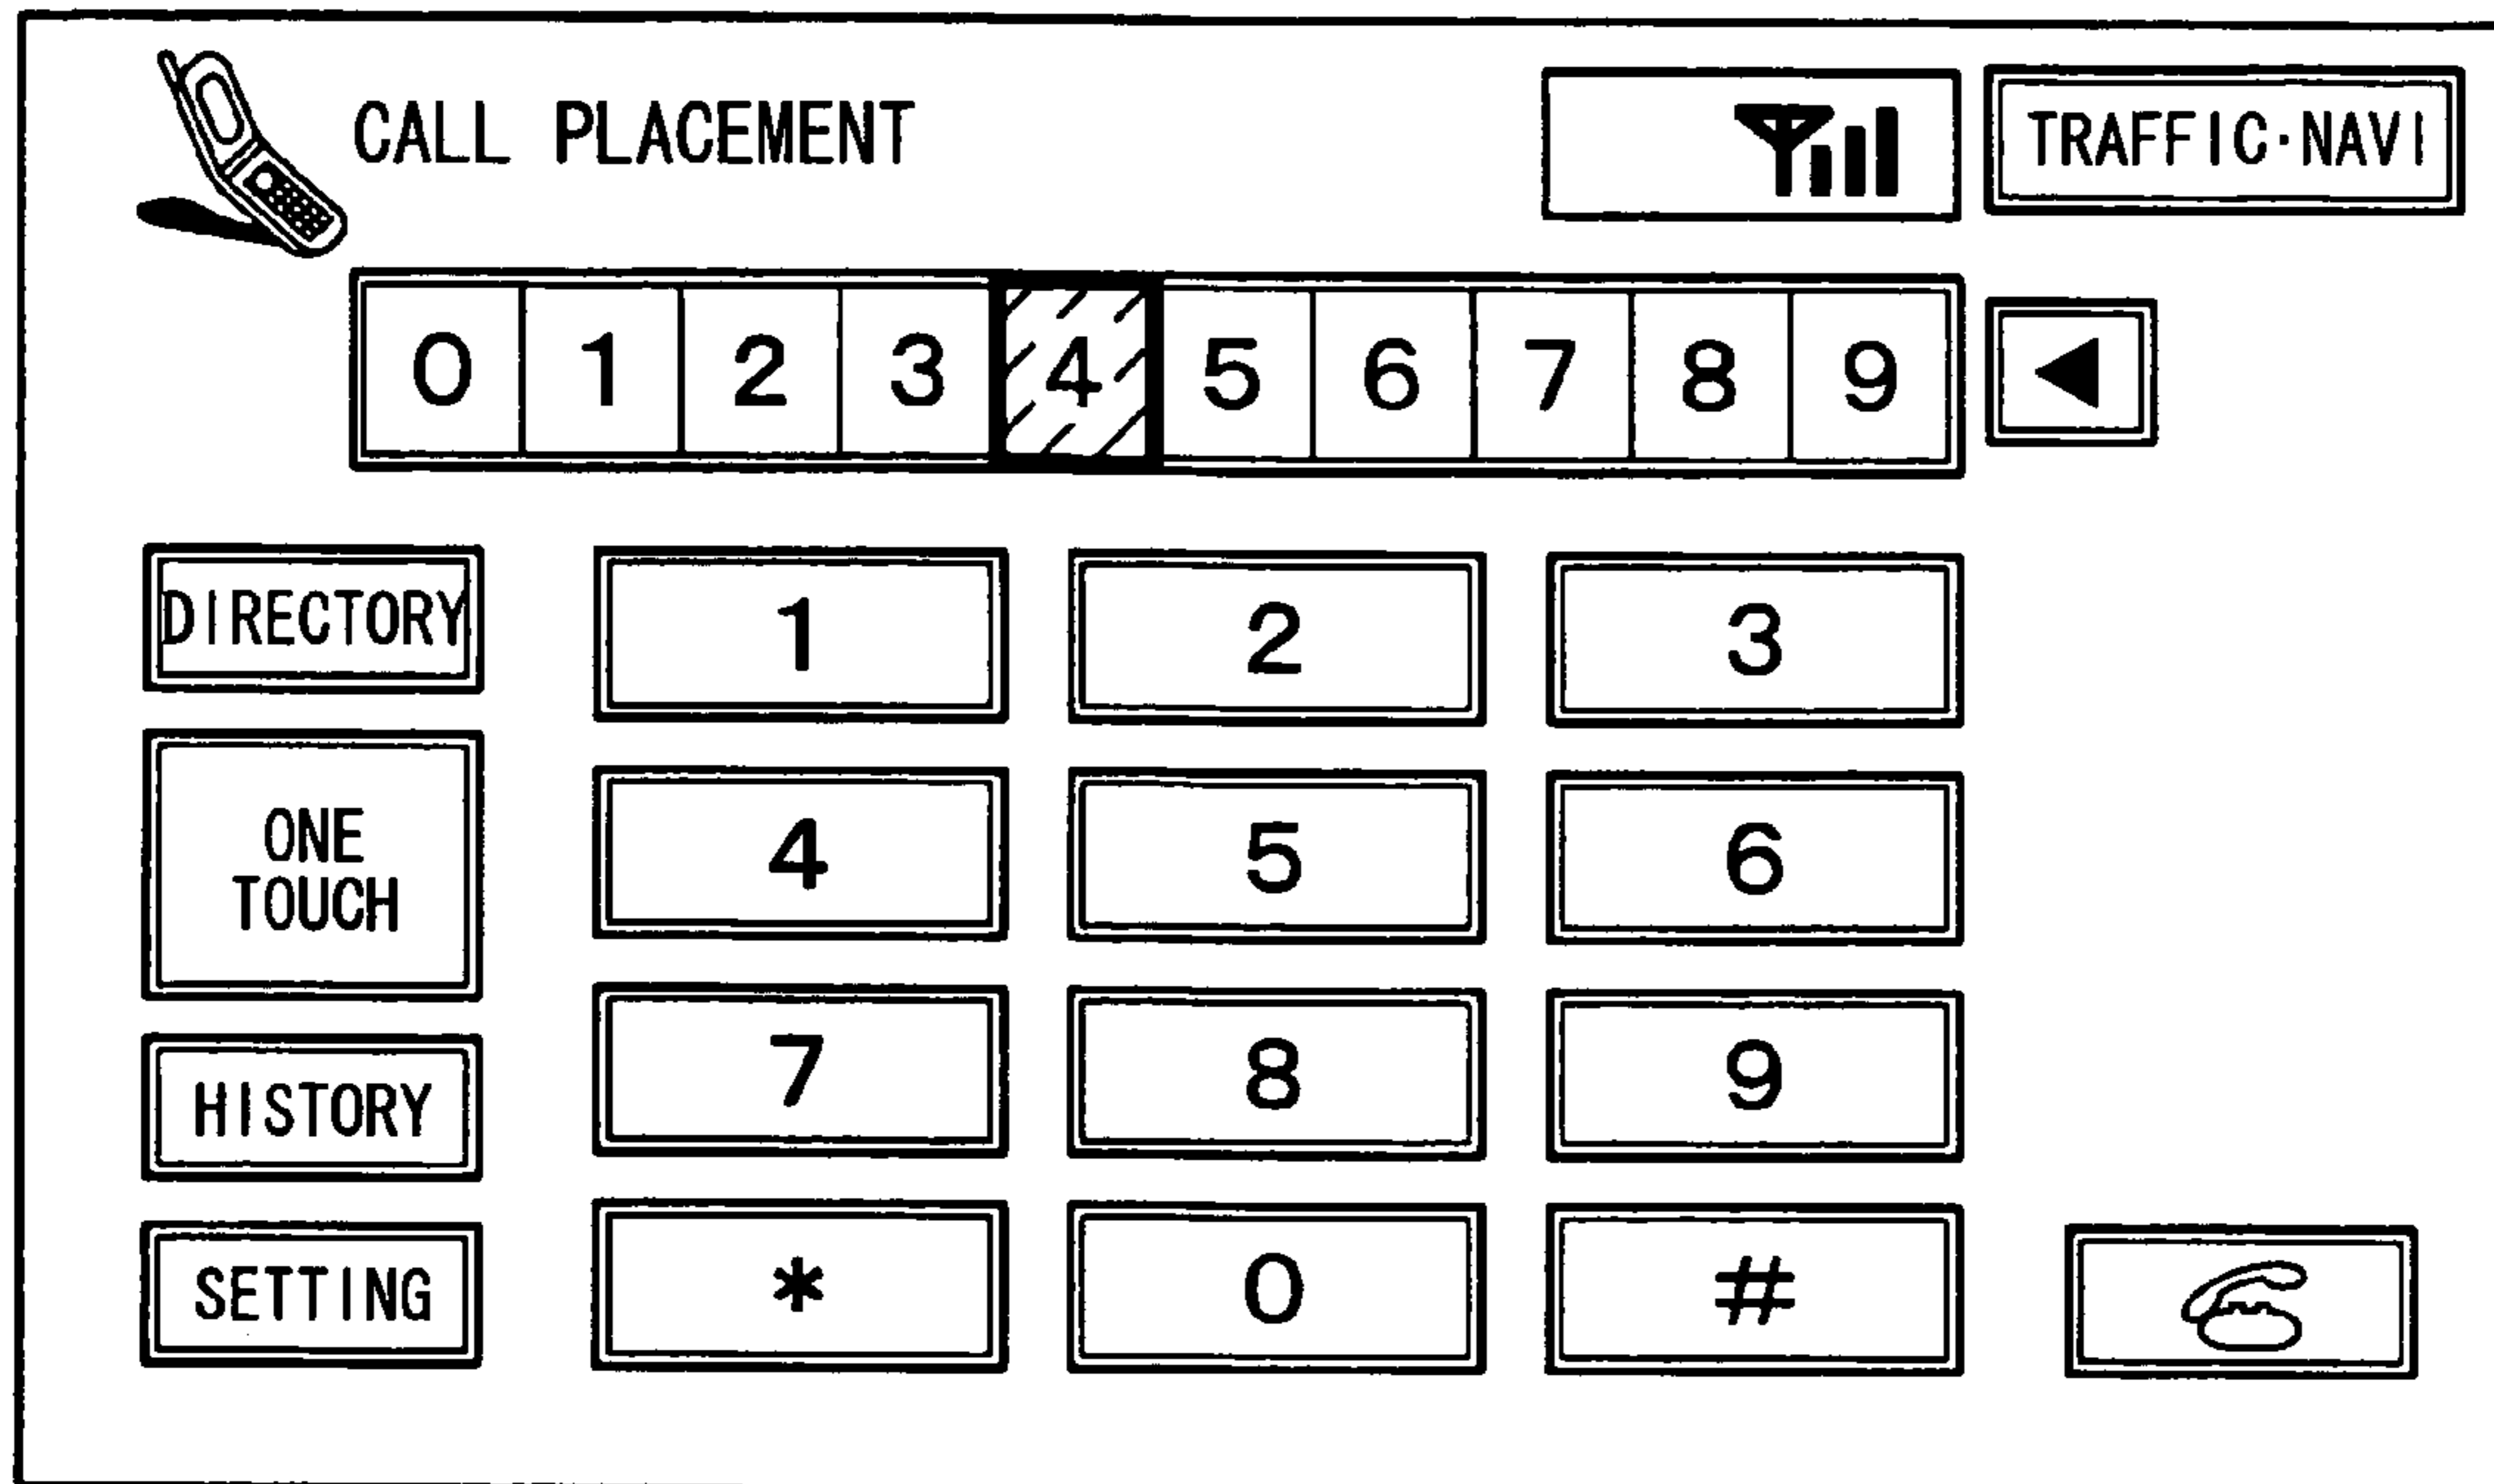 CALL PLACEMENT
TRAFFIC·NAVI
0 1 2 3 4 5 6 7 8 9
DIRECTORY
1 2 3
ONE
TOUCH
4 5 6
HISTORY
7 8 9
SETTING
* 0 #